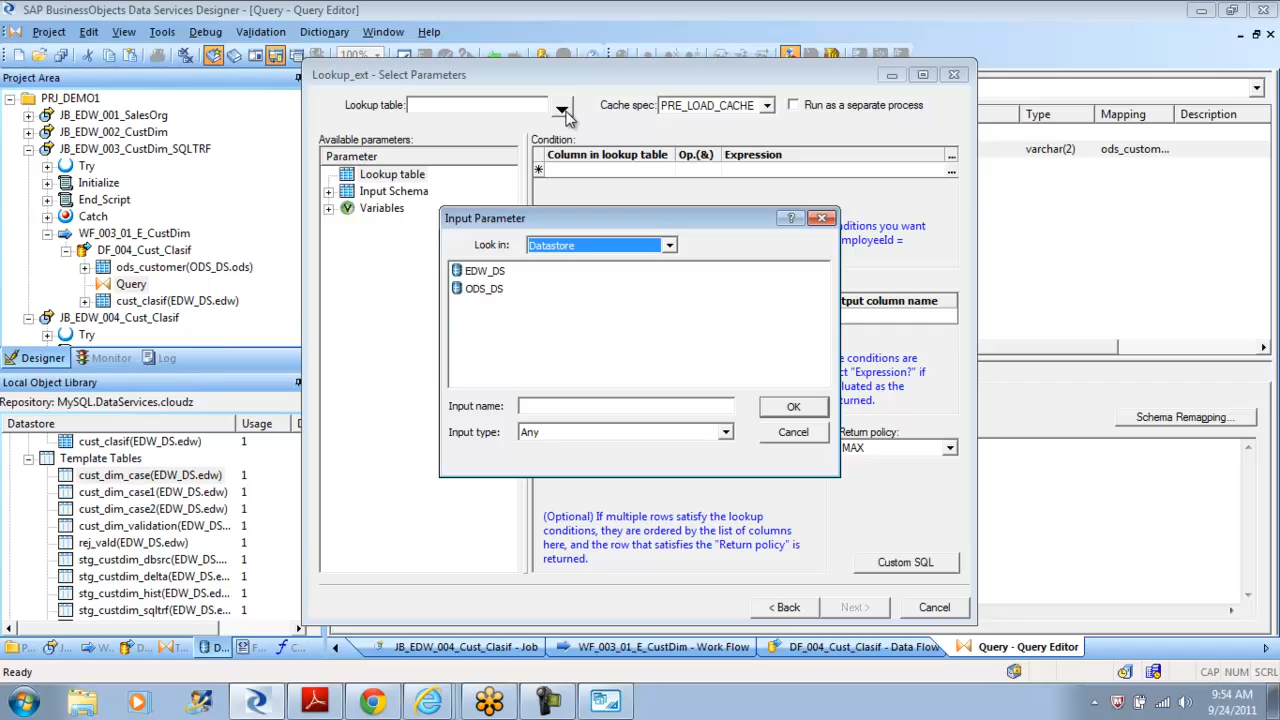 SAP BusinessObjects Data Services Designer - [Query - Query Editor]
Project Edit View Tools Debug Validation Dictionary Window Help
100%
Project Area
PRJ_DEMO1
JB_EDW_001_SalesOrg
JB_EDW_002_CustDim
JB_EDW_003_CustDim_SQLTRF
Try
Initialize
End_Script
Catch
WF_003_01_E_CustDim
DF_004_Cust_Clasif
ods_customer(ODS_DS.ods)
Query
cust_clasif(EDW_DS.edw)
JB_EDW_004_Cust_Clasif
Try
Designer Monitor Log
Local Object Library
Repository: MySQL.DataServices.cloudz
Datastore Usage D
cust_clasif(EDW_DS.edw) 1
Template Tables
cust_dim_case(EDW_DS.edw) 1
cust_dim_case1(EDW_DS.edw) 1
cust_dim_case2(EDW_DS.edw) 1
cust_dim_validation(EDW_DS.... 1
rej_vald(EDW_DS.edw) 1
stg_custdim_dbsrc(EDW_DS.... 1
stg_custdim_delta(EDW_DS.e... 1
stg_custdim_hist(EDW_DS.ed... 1
stg_custdim_sqltrf(EDW_DS.e... 1
Lookup_ext - Select Parameters
Lookup table: Cache spec: PRE_LOAD_CACHE Run as a separate process
Available parameters:
Parameter
Lookup table
Input Schema
Variables
Condition:
Column in lookup table Op.(&) Expression ...
...
nditions you want
mployeeId =
tput column name
e conditions are
ct "Expression?" if
luated as the
returned.
Return policy:
MAX
(Optional) If multiple rows satisfy the lookup
conditions, they are ordered by the list of columns
here, and the row that satisfies the "Return policy" is
returned.
Custom SQL
< Back Next > Cancel
Input Parameter
Look in: Datastore
EDW_DS
ODS_DS
Input name: OK
Input type: Any Cancel
Type Mapping Description
varchar(2) ods_custom...
Schema Remapping...
P... J... W... D... T... D... F... C...
JB_EDW_004_Cust_Clasif - Job WF_003_01_E_CustDim - Work Flow DF_004_Cust_Clasif - Data Flow Query - Query Editor
Ready CAP NUM SCRL
9:54 AM
9/24/2011